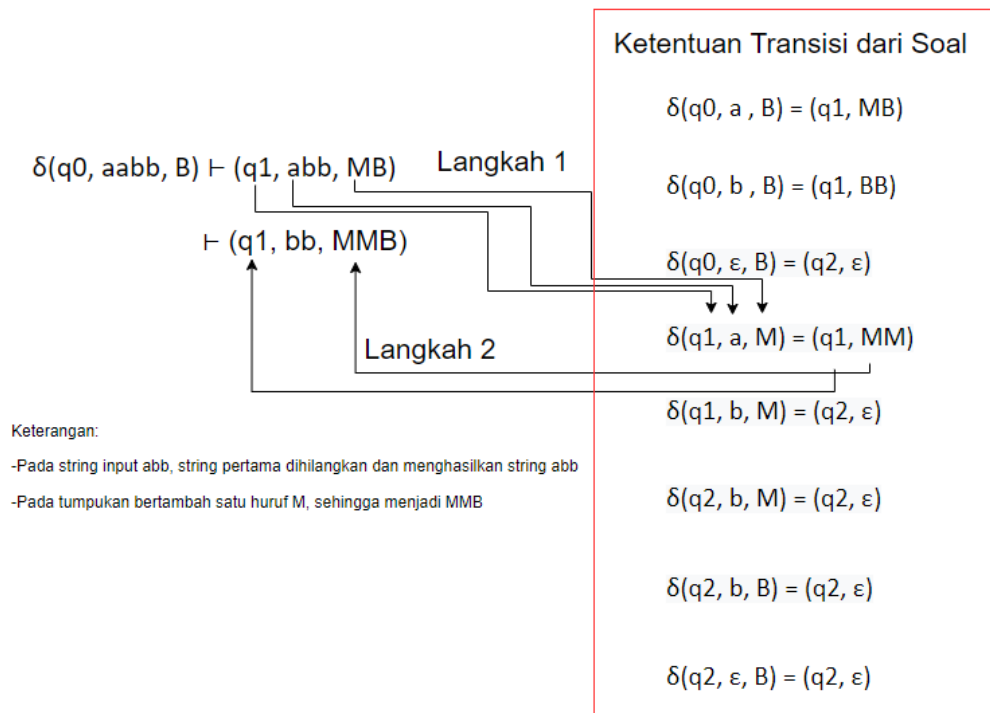 Ketentuan Transisi dari Soal
δ(q0, a , B) = (q1, MB)
δ(q0, aabb, B) ⊢ (q1, abb, MB)
Langkah 1
δ(q0, b , B) = (q1, BB)
⊢ (q1, bb, MMB)
δ(q0, ε, B) = (q2, ε)
δ(q1, a, M) = (q1, MM)
Langkah 2
δ(q1, b, M) = (q2, ε)
Keterangan:
-Pada string input abb, string pertama dihilangkan dan menghasilkan string abb
-Pada tumpukan bertambah satu huruf M, sehingga menjadi MMB
δ(q2, b, M) = (q2, ε)
δ(q2, b, B) = (q2, ε)
δ(q2, ε, B) = (q2, ε)